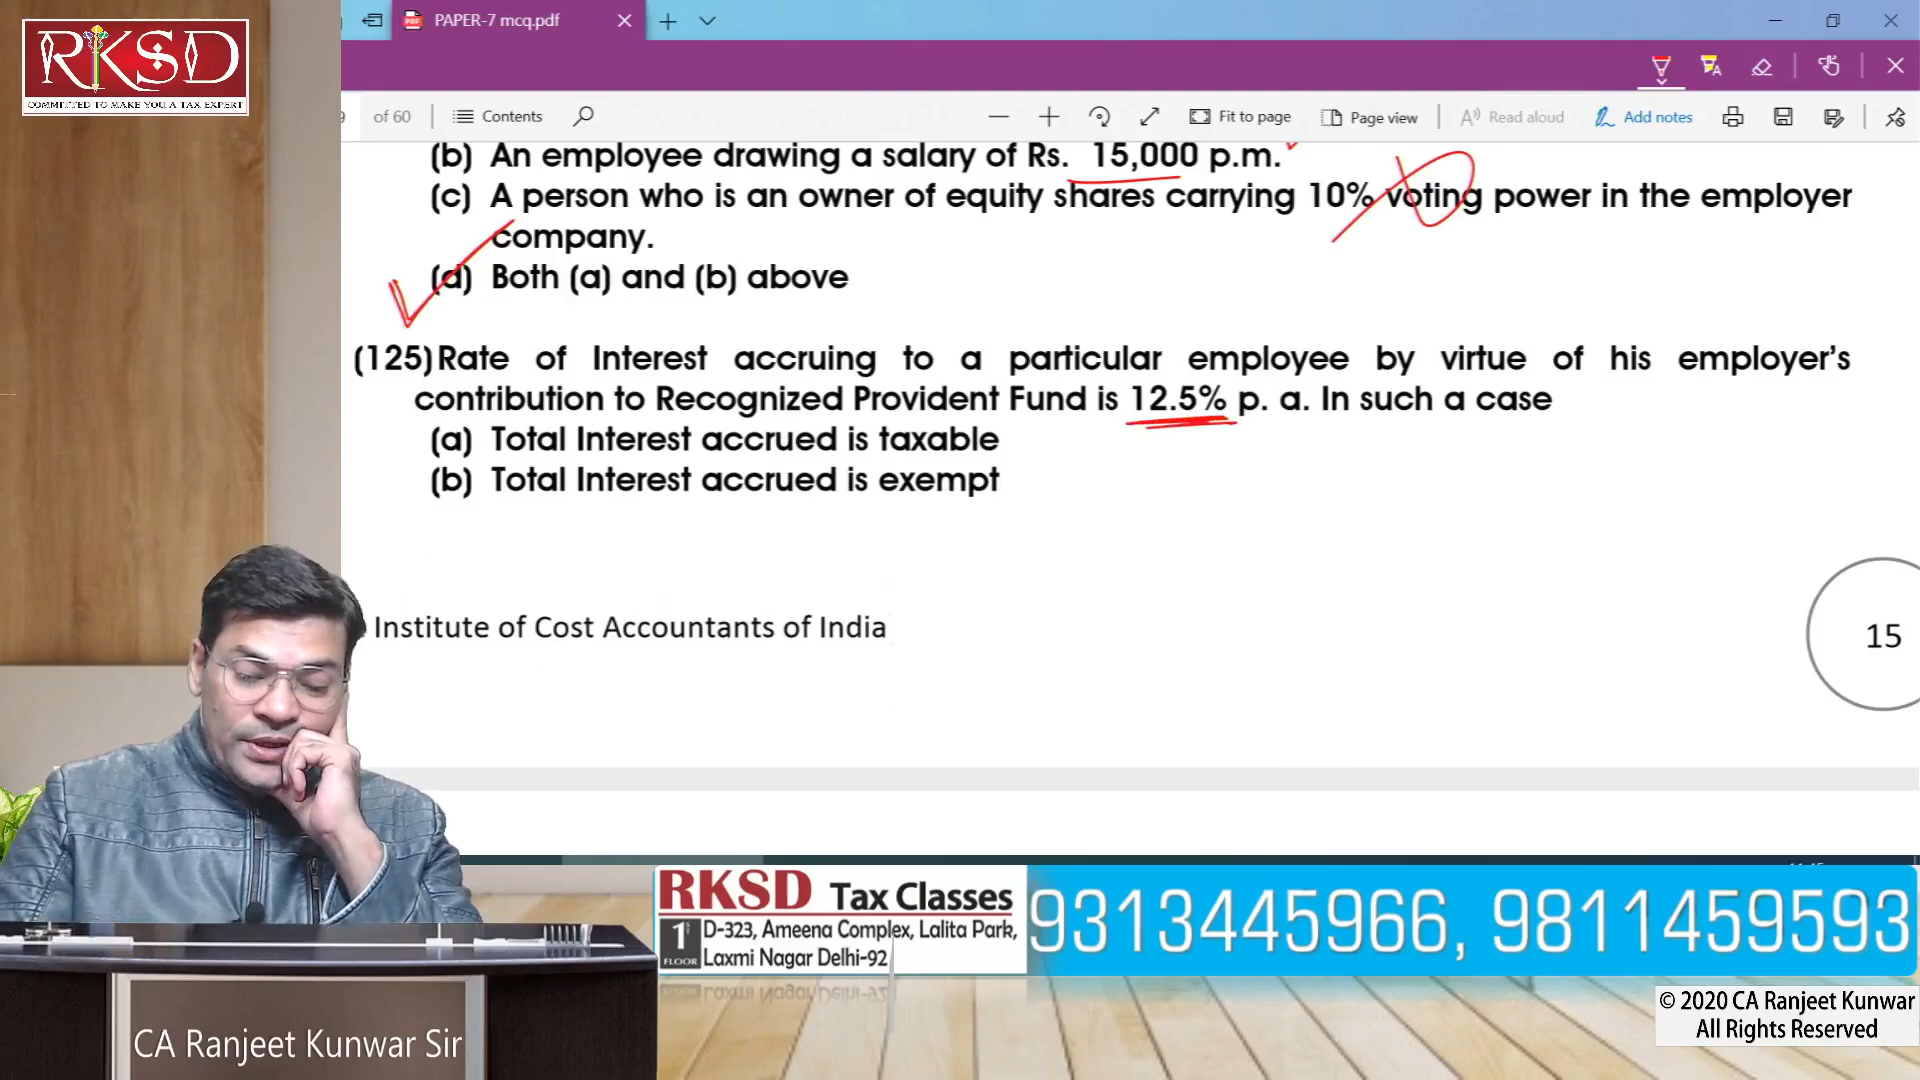 RKSD
COMMITTED TO MAKE YOU A TAX EXPERT
PAPER-7 mcq.pdf
of 60
Contents
Fit to page
Page view
Read aloud
Add notes
(b) An employee drawing a salary of Rs. 15,000 p.m.
(c) A person who is an owner of equity shares carrying 10% voting power in the employer
company.
(d) Both (a) and (b) above
(125) Rate of Interest accruing to a particular employee by virtue of his employer's
contribution to Recognized Provident Fund is 12.5% p. a. In such a case
(a) Total Interest accrued is taxable
(b) Total Interest accrued is exempt
Institute of Cost Accountants of India
15
RKSD Tax Classes
1ST FLOOR
D-323, Ameena Complex, Lalita Park,
Laxmi Nagar Delhi-92
9313445966, 9811459593
CA Ranjeet Kunwar Sir
© 2020 CA Ranjeet Kunwar
All Rights Reserved